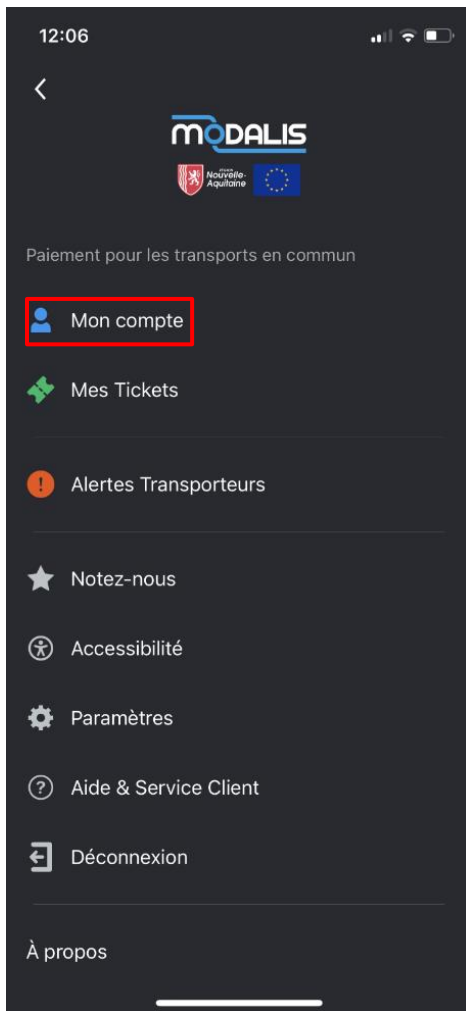 12:06
MODALIS
RÉGION
Nouvelle-
Aquitaine
Paiement pour les transports en commun
Mon compte
Mes Tickets
Alertes Transporteurs
Notez-nous
Accessibilité
Paramètres
Aide & Service Client
Déconnexion
À propos